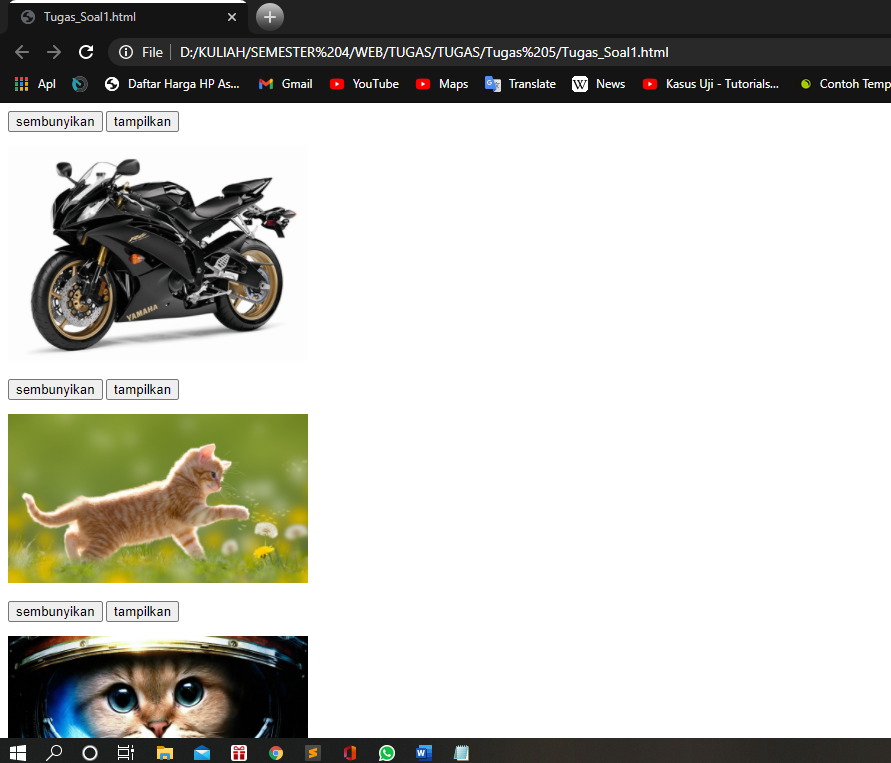 Tugas_Soal1.html
File | D:/KULIAH/SEMESTER%204/WEB/TUGAS/TUGAS/Tugas%205/Tugas_Soal1.html
Apl Daftar Harga HP As... Gmail YouTube Maps Translate W News Kasus Uji - Tutorials... Contoh Temp
sembunyikan tampilkan
YAMAHA
sembunyikan tampilkan
sembunyikan tampilkan